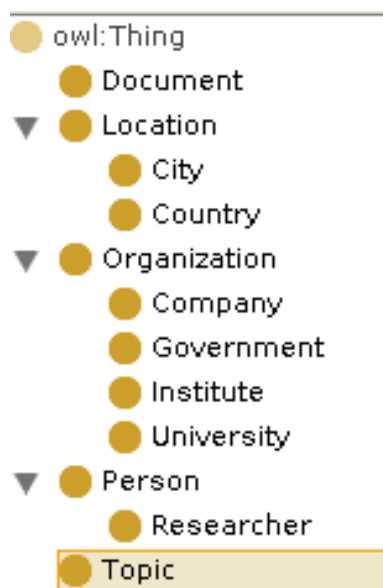 owl:Thing
Document
Location
City
Country
Organization
Company
Government
Institute
University
Person
Researcher
Topic